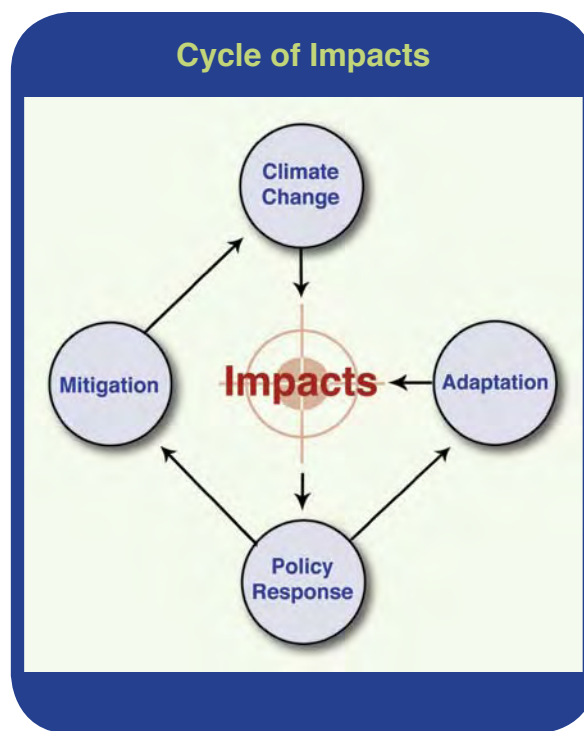 Cycle of Impacts
Climate
Change
Mitigation
Impacts
Adaptation
Policy
Response